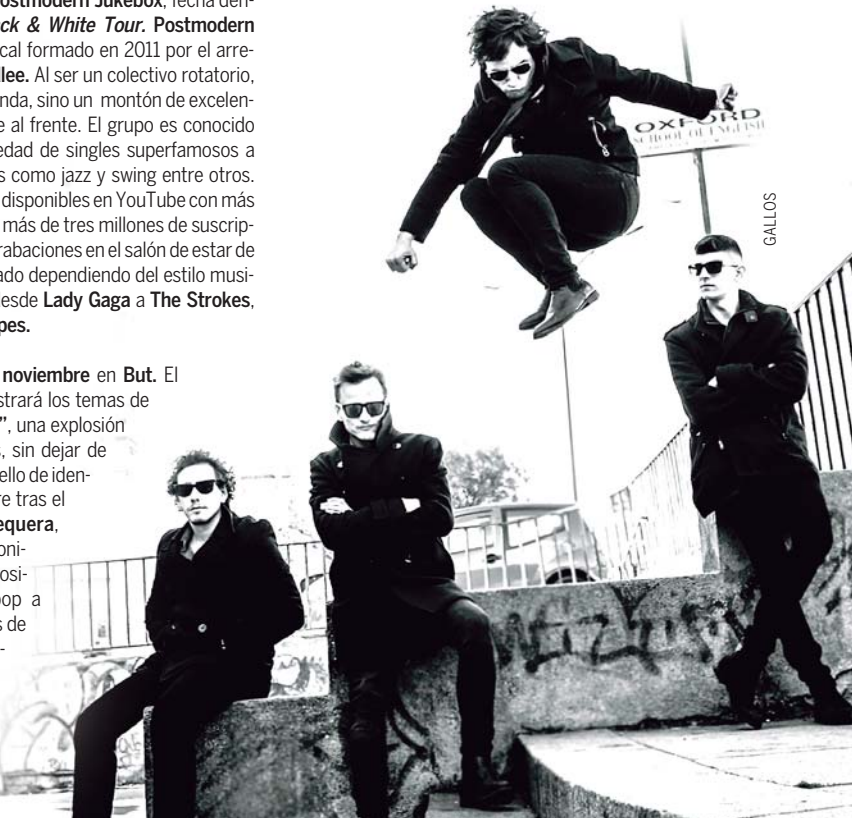 ostmodern Jukebox, fecha den-
ck & White Tour. Postmodern
cal formado en 2011 por el arre-
llee. Al ser un colectivo rotatorio,
nda, sino un montón de excelen-
e al frente. El grupo es conocido
edad de singles superfamosos a
s como jazz y swing entre otros.
disponibles en YouTube con más
más de tres millones de suscrip-
rabaciones en el salón de estar de
ado dependiendo del estilo musi-
desde Lady Gaga a The Strokes,
pes.
noviembre en But. El
strará los temas de
”, una explosión
, sin dejar de
ello de iden-
re tras el
equera,
oni-
osi-
op a
s de
-
OXFORD
SCHOOL OF ENGLISH
GALLOS